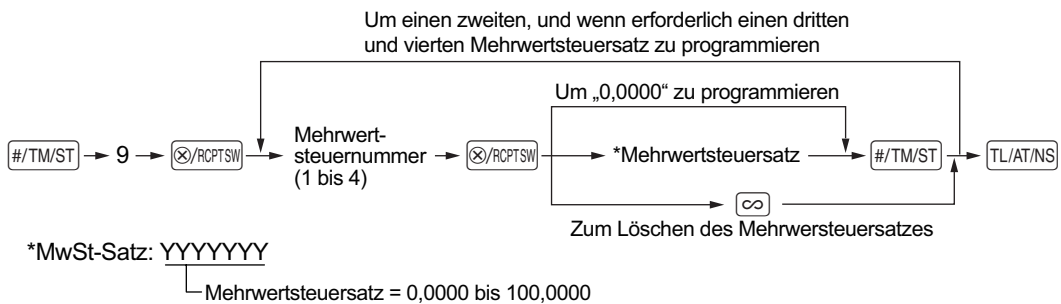 Um einen zweiten, und wenn erforderlich einen dritten
und vierten Mehrwertsteuersatz zu programmieren
Um „0,0000“ zu programmieren
#/TM/ST 9 ⊗/RCPTSW Mehrwert-
steuernummer
(1 bis 4) ⊗/RCPTSW *Mehrwertsteuersatz #/TM/ST TL/AT/NS
Zum Löschen des Mehrwersteuersatzes
*MwSt-Satz: YYYYYYY
Mehrwertsteuersatz = 0,0000 bis 100,0000